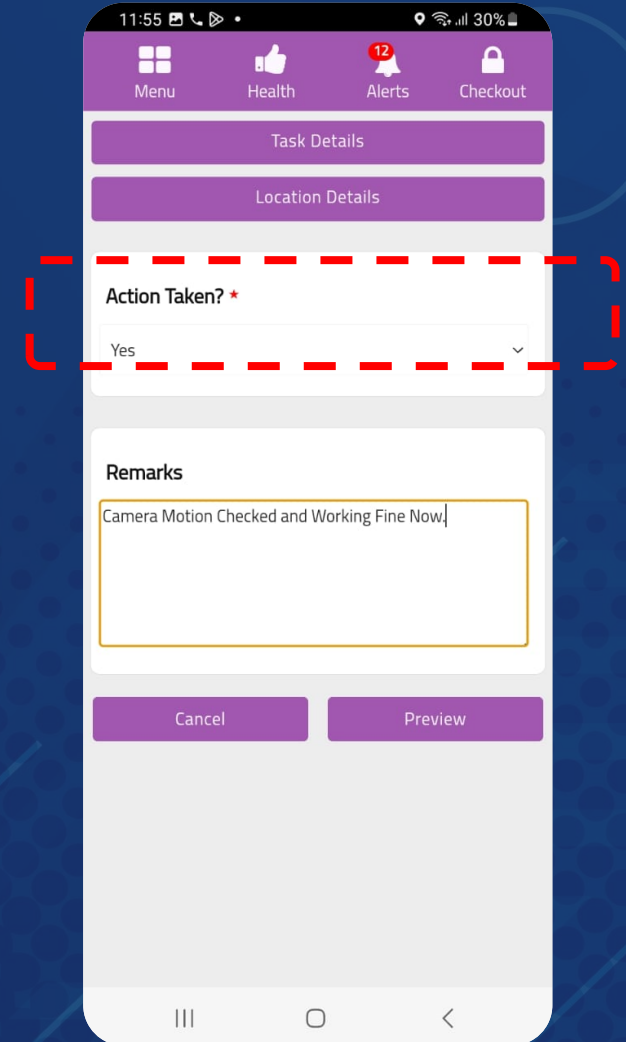 11:55 30%
Menu Health 12 Alerts Checkout
Task Details
Location Details
Action Taken? *
Yes
Remarks
Camera Motion Checked and Working Fine Now.
Cancel Preview